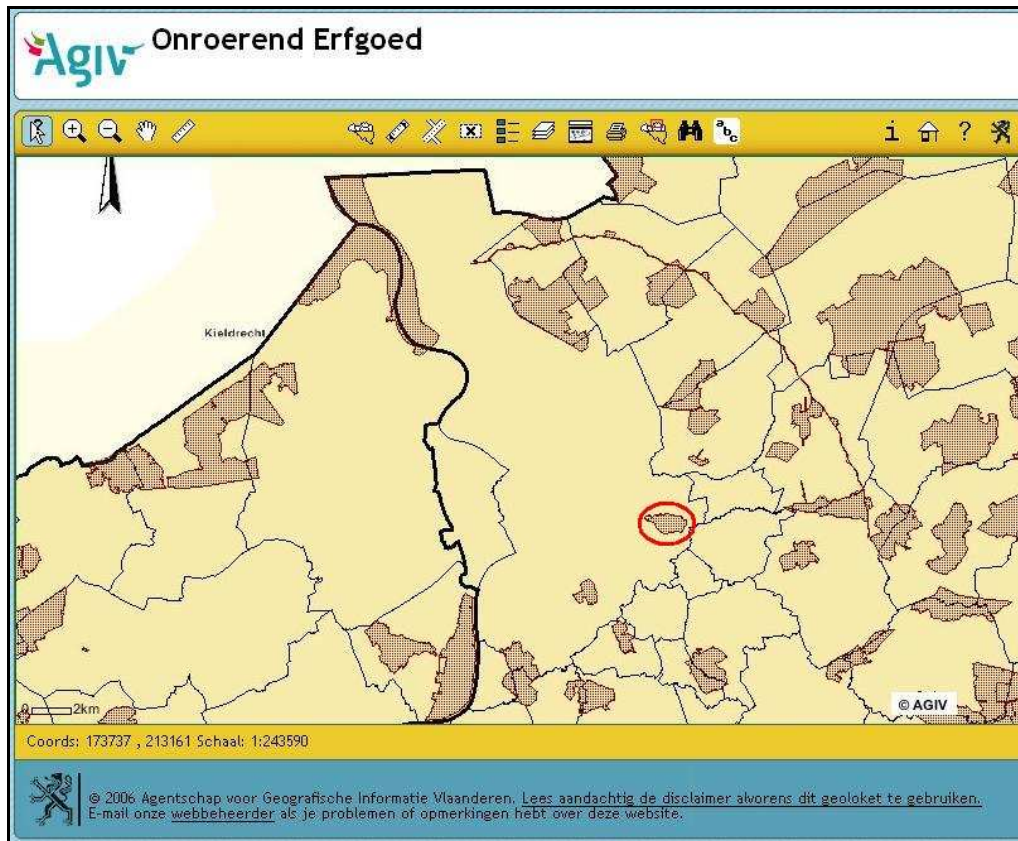 Agiv Onroerend Erfgoed
a b c
i ?
Kieldrecht
0 2km
© AGIV
Coords: 173737 , 213161 Schaal: 1:243590
© 2006 Agentschap voor Geografische Informatie Vlaanderen. Lees aandachtig de disclaimer alvorens dit geoloket te gebruiken.
E-mail onze webbeheerder als je problemen of opmerkingen hebt over deze website.